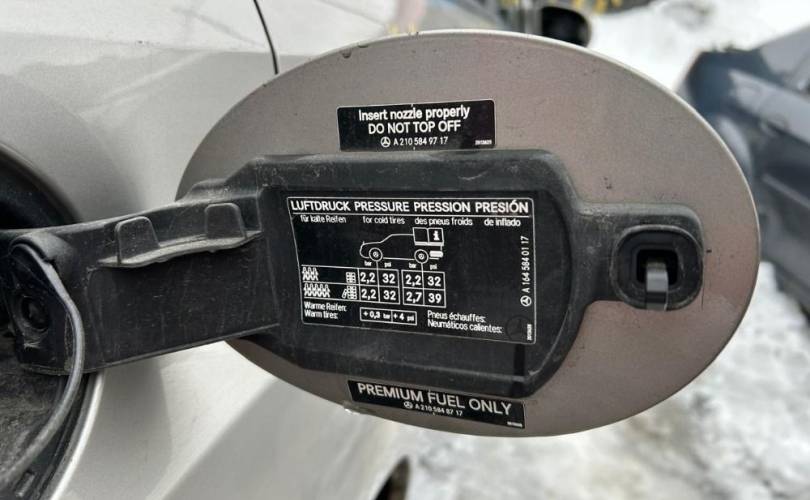 Insert nozzle properly
DO NOT TOP OFF
A 210 584 97 17
LUFTDRUCK PRESSURE PRESSION PRESIÓN
für kalte Reifen for cold tires des pneus froids de inflado
bar psi bar psi
2,2 32 2,2 32
2,2 32 2,7 39
Warme Reifen:
Warm tires:
+ 0,3 bar + 4 psi
Pneus échauffes:
Neumáticos calientes:
A 164 584 01 17
PREMIUM FUEL ONLY
A 210 584 87 17